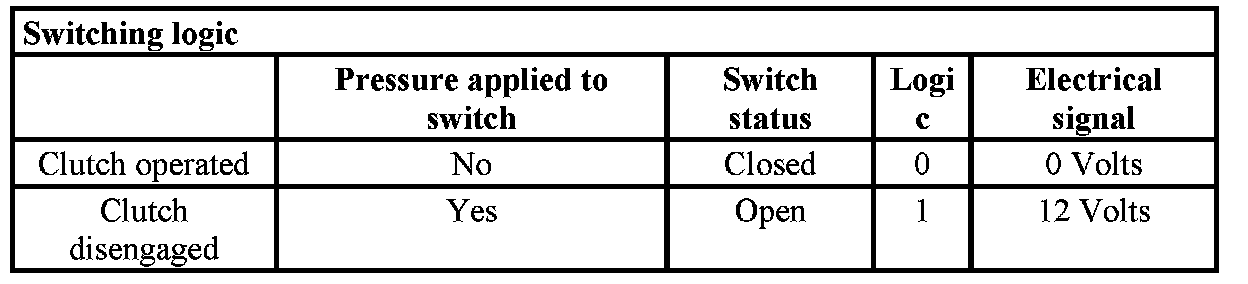 Switching logic
Pressure applied to switch Switch status Logi c Electrical signal
Clutch operated No Closed 0 0 Volts
Clutch disengaged Yes Open 1 12 Volts